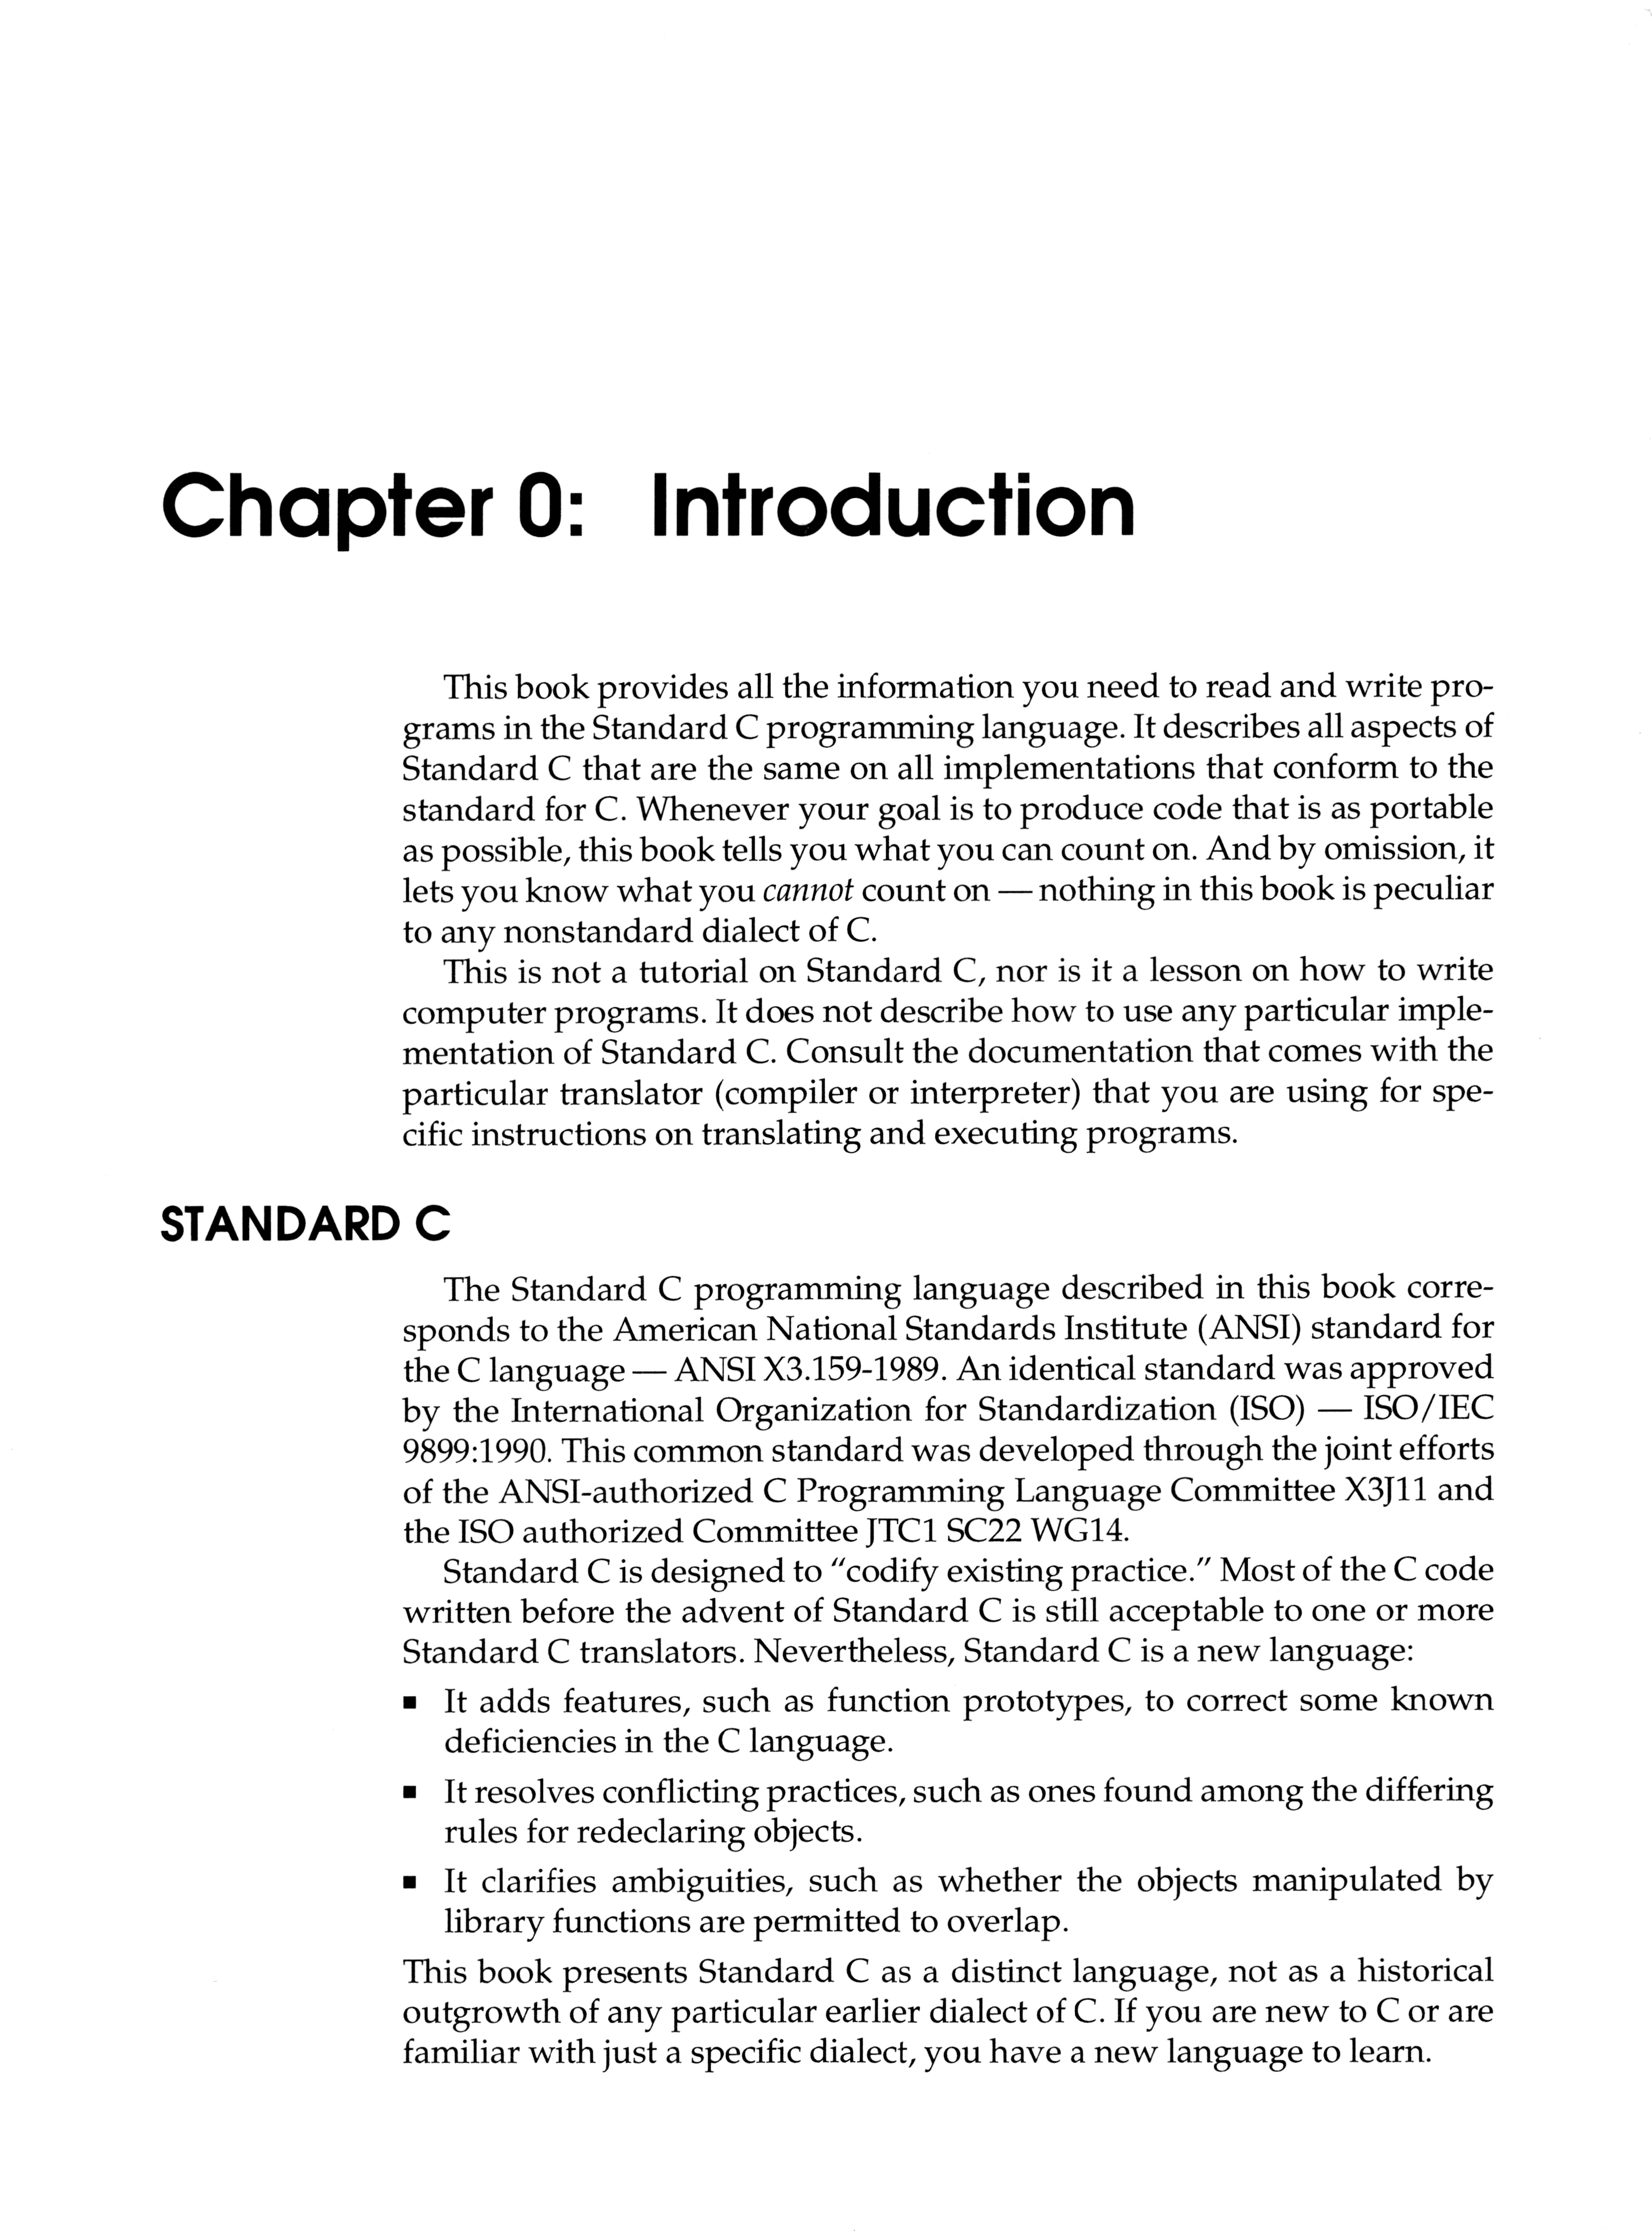 Chapter 0: Introduction
This book provides all the information you need to read and write pro-
grams in the Standard C programming language. It describes all aspects of
Standard C that are the same on all implementations that conform to the
standard for C. Whenever your goal is to produce code that is as portable
as possible, this book tells you what you can count on. And by omission, it
lets you know what you cannot count on — nothing in this book is peculiar
to any nonstandard dialect of C.
This is not a tutorial on Standard C, nor is it a lesson on how to write
computer programs. It does not describe how to use any particular imple-
mentation of Standard C. Consult the documentation that comes with the
particular translator (compiler or interpreter) that you are using for spe-
cific instructions on translating and executing programs.
STANDARD C
The Standard C programming language described in this book corre-
sponds to the American National Standards Institute (ANSI) standard for
the C language — ANSI X3.159-1989. An identical standard was approved
by the International Organization for Standardization (ISO) — ISO/IEC
9899:1990. This common standard was developed through the joint efforts
of the ANSI-authorized C Programming Language Committee X3J11 and
the ISO authorized Committee JTC1 SC22 WG14.
Standard C is designed to “codify existing practice.” Most of the C code
written before the advent of Standard C is still acceptable to one or more
Standard C translators. Nevertheless, Standard C is a new language:
▪ It adds features, such as function prototypes, to correct some known
deficiencies in the C language.
▪ It resolves conflicting practices, such as ones found among the differing
rules for redeclaring objects.
▪ It clarifies ambiguities, such as whether the objects manipulated by
library functions are permitted to overlap.
This book presents Standard C as a distinct language, not as a historical
outgrowth of any particular earlier dialect of C. If you are new to C or are
familiar with just a specific dialect, you have a new language to learn.